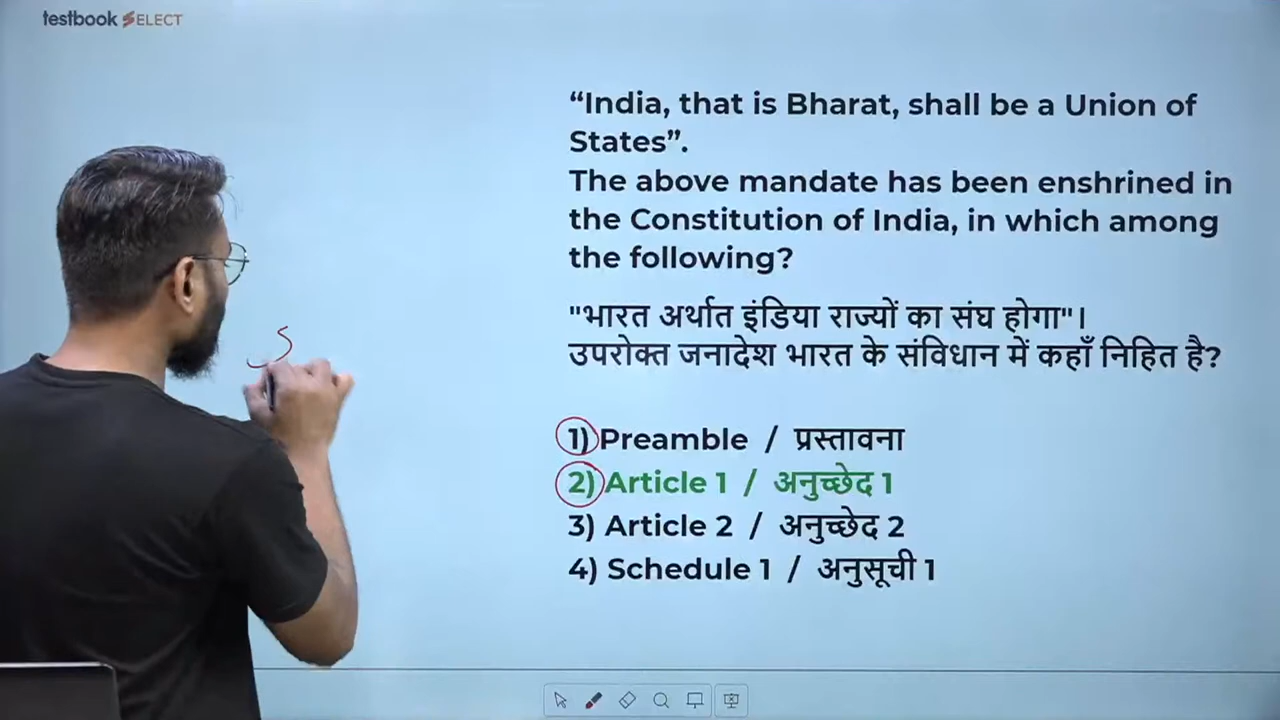 testbook SELECT
“India, that is Bharat, shall be a Union of
States”.
The above mandate has been enshrined in
the Constitution of India, in which among
the following?
"भारत अर्थात इंडिया राज्यों का संघ होगा"।
उपरोक्त जनादेश भारत के संविधान में कहाँ निहित है?
1) Preamble / प्रस्तावना
2) Article 1 / अनुच्छेद 1
3) Article 2 / अनुच्छेद 2
4) Schedule 1 / अनुसूची 1